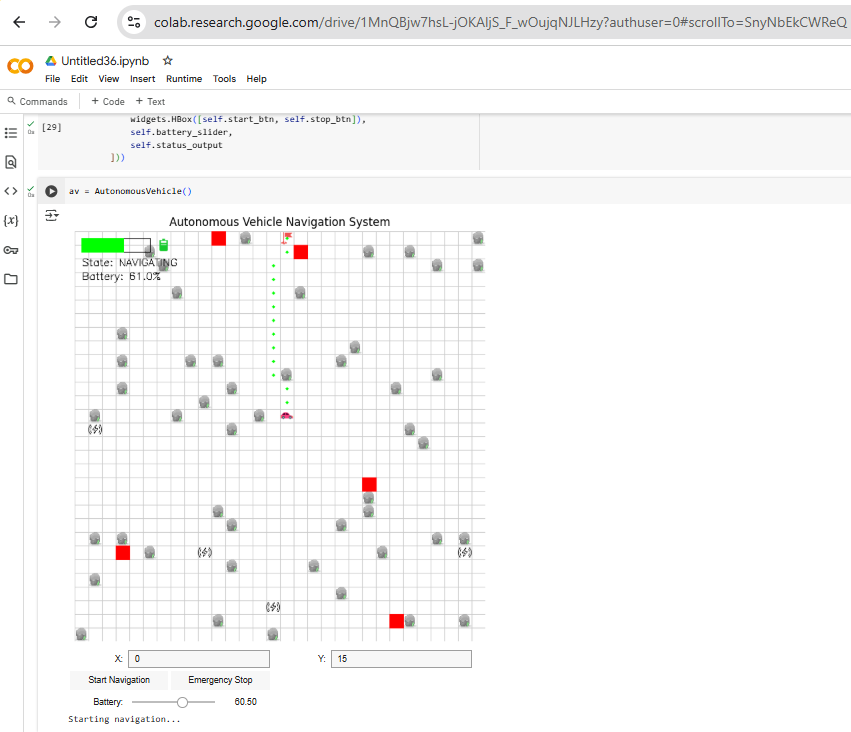 colab.research.google.com/drive/1MnQBjw7hsL-jOKAljS_F_wOujqNJLHzy?authuser=0#scrollTo=SnyNbEkCWReQ
Untitled36.ipynb
File Edit View Insert Runtime Tools Help
Commands + Code + Text
[29]
widgets.HBox([self.start_btn, self.stop_btn]),
0s
self.battery_slider,
self.status_output
]))
av = AutonomousVehicle()
0s
{x}
Autonomous Vehicle Navigation System
State: NAVIGATING
Battery: 61.0%
X: 0 Y: 15
Start Navigation Emergency Stop
Battery: 60.50
Starting navigation...